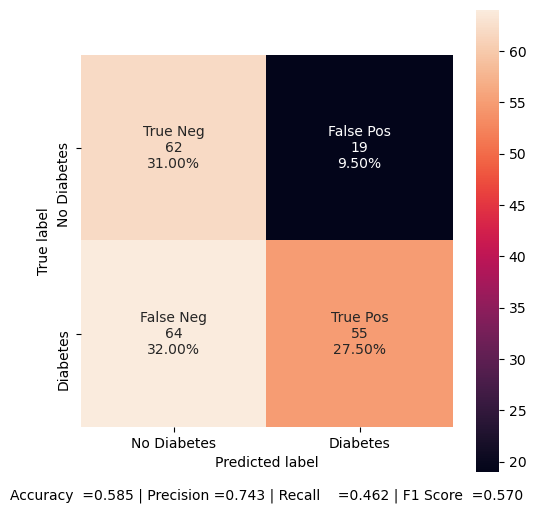 True Neg
62
31.00%
False Pos
19
9.50%
False Neg
64
32.00%
True Pos
55
27.50%
No Diabetes
Diabetes
True label
No Diabetes
Diabetes
Predicted label
60
55
50
45
40
35
30
25
20
Accuracy  =0.585 | Precision =0.743 | Recall    =0.462 | F1 Score  =0.570